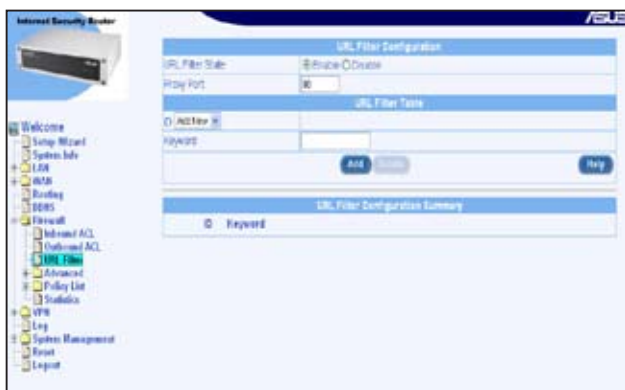 Internet Security Router
ASUS
URL Filter Configuration
URL Filter State Enable Disable
Proxy Port 80
URL Filter Table
ID Add New
Keyword
Add Delete Help
URL Filter Configuration Summary
ID Keyword
Welcome
Setup Wizard
System Info
LAN
WAN
Routing
DDNS
Firewall
Inbound ACL
Outbound ACL
URL Filter
Advanced
Policy List
Statistics
VPN
Log
System Management
Reset
Logout